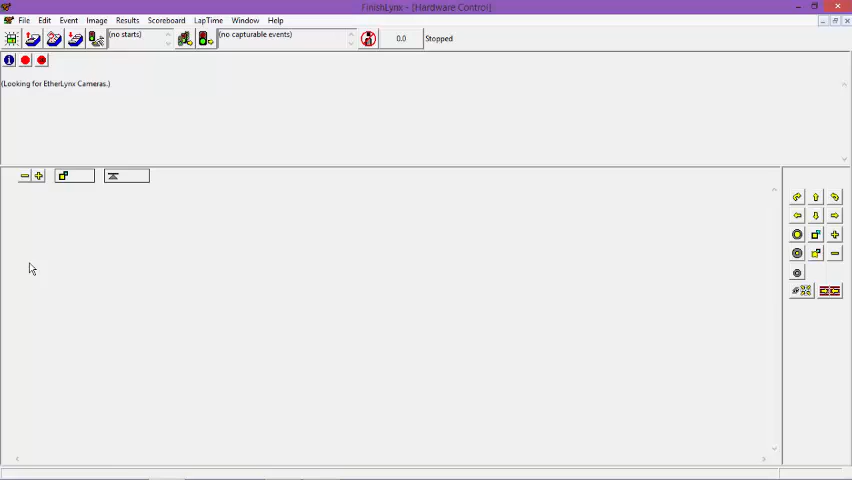 FinishLynx - [Hardware Control]
File Edit Event Image Results Scoreboard LapTime Window Help
(no starts) (no capturable events) 0.0 Stopped
(Looking for EtherLynx Cameras.)